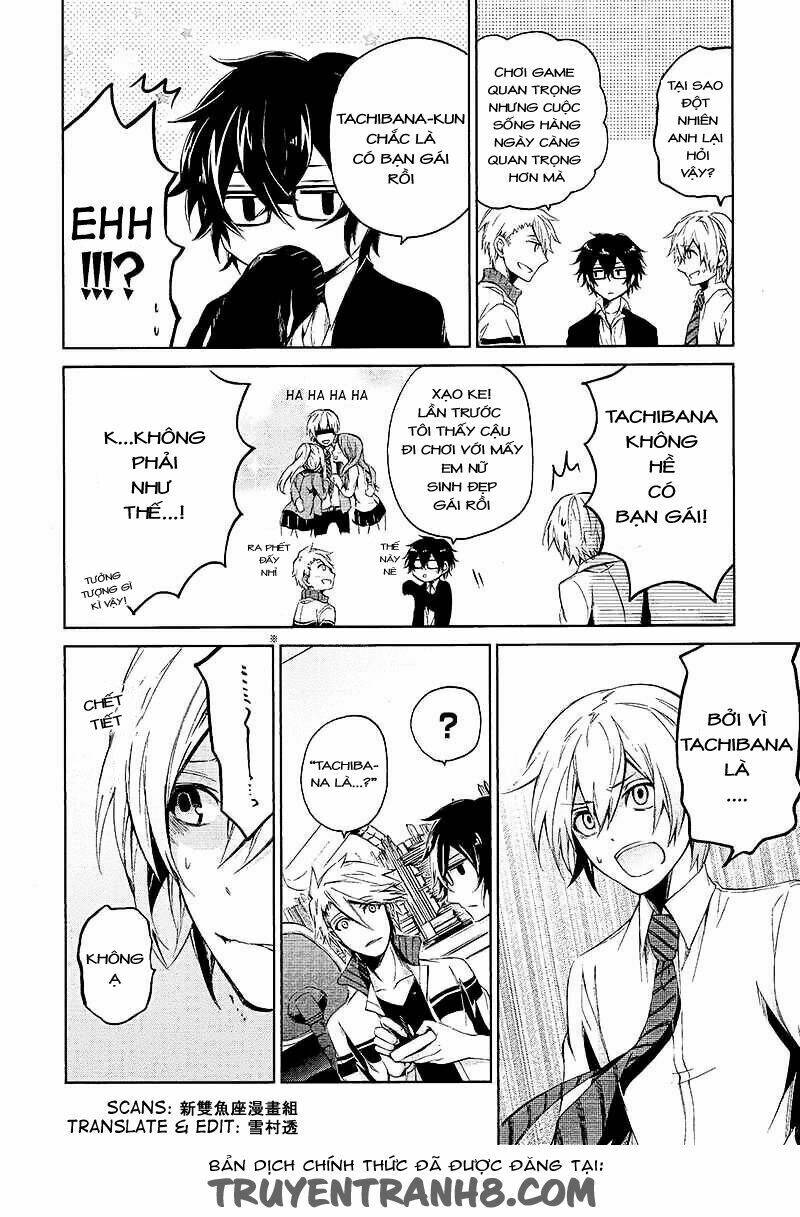 TẠI SAO
ĐỘT
NHIÊN
ANH LẠI
HỎI
VẬY?
CHƠI GAME
QUAN TRỌNG
NHƯNG CUỘC
SỐNG HÀNG
NGÀY CÀNG
QUAN TRỌNG
HƠN MÀ
TACHIBANA-KUN
CHẮC LÀ
CÓ BẠN GÁI
RỒI
EHH
!!!?
TACHIBANA
KHÔNG
HỀ
CÓ
BẠN GÁI!
XẠO KE!
LẦN TRƯỚC
TÔI THẤY CẬU
ĐI CHƠI VỚI MẤY
EM NỮ
SINH ĐẸP
GÁI RỒI
HA HA HA HA
THẾ
NÀY
NÈ
RA PHẾT
ĐẤY
NHỈ
K...KHÔNG
PHẢI
NHƯ
THẾ...!
TƯỞNG
TƯỢNG GÌ
KÌ VẬY!
※
BỞI VÌ
TACHIBANA
LÀ
....
?
"TACHIBA-
NA LÀ...?"
CHẾT
TIẾT
KHÔNG
Ạ
SCANS: 新雙魚座漫畫組
TRANSLATE & EDIT: 雪村透
BẢN DỊCH CHÍNH THỨC ĐÃ ĐƯỢC ĐĂNG TẠI:
TRUYENTRANH8.COM